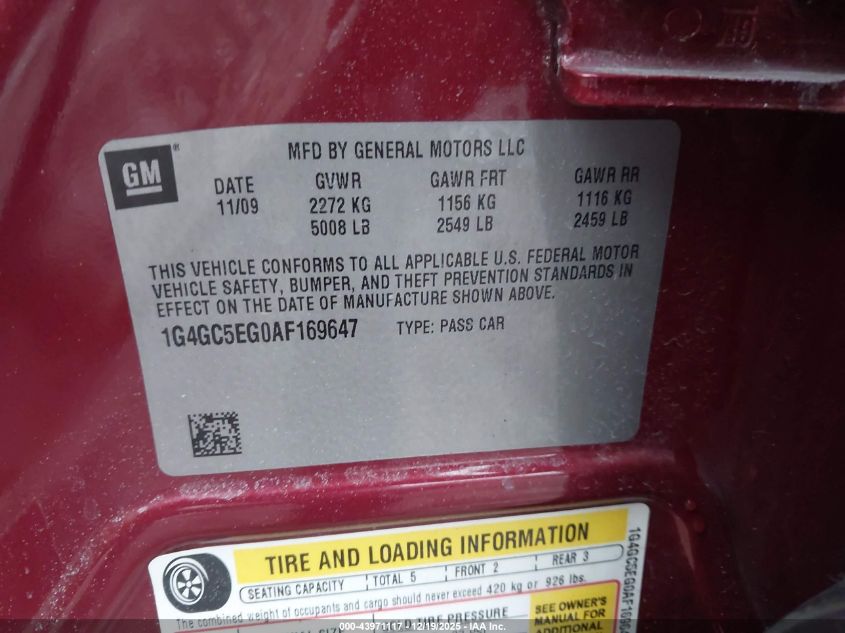 19
GM ®
MFD BY GENERAL MOTORS LLC
DATE GVWR GAWR FRT GAWR RR
11/09 2272 KG 1156 KG 1116 KG
5008 LB 2549 LB 2459 LB
THIS VEHICLE CONFORMS TO ALL APPLICABLE U.S. FEDERAL MOTOR
VEHICLE SAFETY, BUMPER, AND THEFT PREVENTION STANDARDS IN
EFFECT ON THE DATE OF MANUFACTURE SHOWN ABOVE.
1G4GC5EG0AF169647 TYPE: PASS CAR
TIRE AND LOADING INFORMATION
SEATING CAPACITY TOTAL 5 FRONT 2 REAR 3
The combined weight of occupants and cargo should never exceed 420 kg or 926 lbs.
TIRE PRESSURE
SEE OWNER'S
MANUAL FOR
ADDITIONAL
1G4GC5EG0AF1696
000-43971117 - 12/19/2025 - IAA Inc.